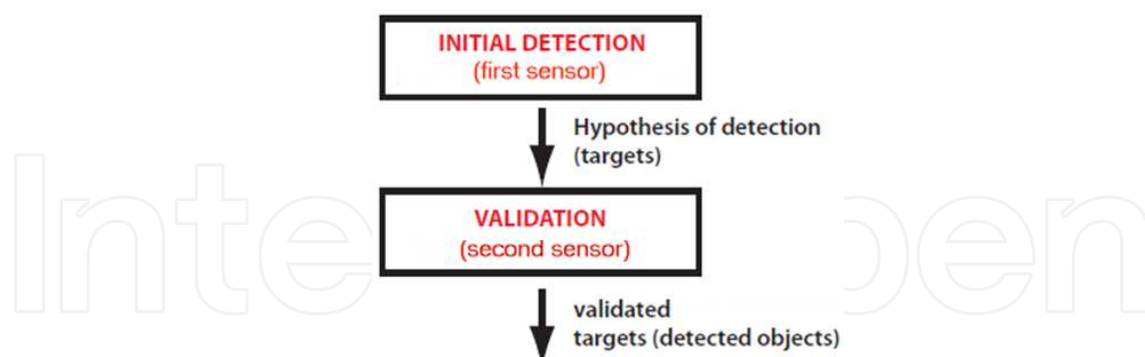 INITIAL DETECTION
(first sensor)
Hypothesis of detection
(targets)
VALIDATION
(second sensor)
validated
targets (detected objects)